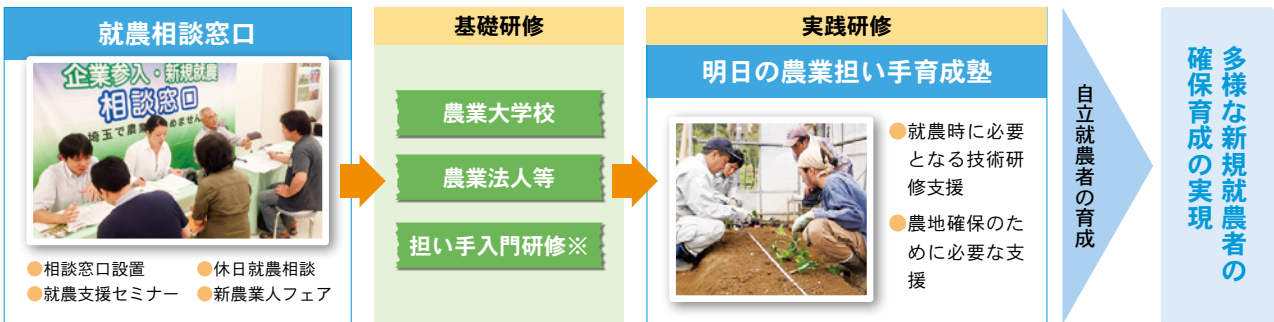 就農相談窓口
企業参入・新規就農
相談窓口
埼玉で農業
めません
●相談窓口設置
●休日就農相談
●就農支援セミナー
●新農業人フェア
基礎研修
農業大学校
農業法人等
担い手入門研修※
実践研修
明日の農業担い手育成塾
●就農時に必要
となる技術研
修支援
●農地確保のた
めに必要な支
援
自立就農者の育成
多様な新規就農者の
確保育成の実現